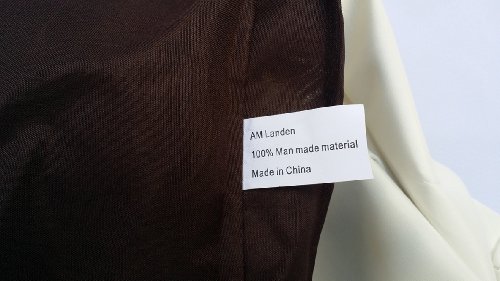 AM Landen
100% Man made material
Made in China